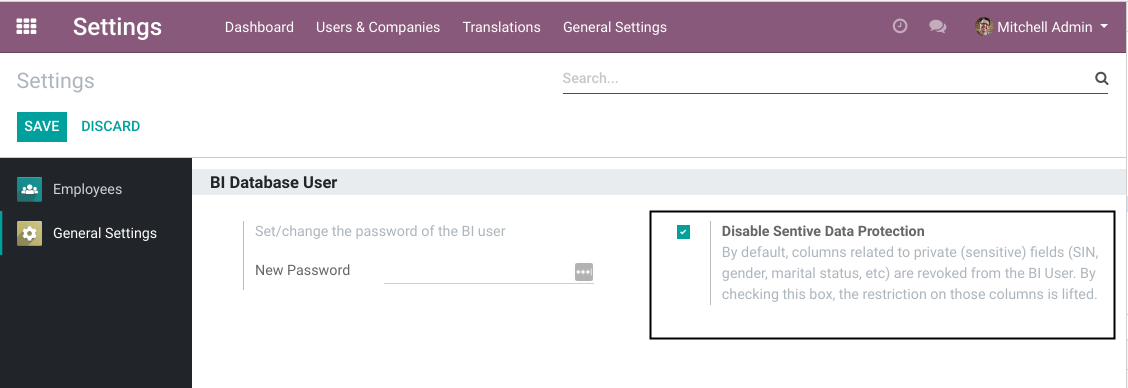 Settings Dashboard Users & Companies Translations General Settings Mitchell Admin
Settings Search...
SAVE DISCARD
Employees
General Settings
BI Database User
Set/change the password of the BI user
New Password
Disable Sentive Data Protection
By default, columns related to private (sensitive) fields (SIN,
gender, marital status, etc) are revoked from the BI User. By
checking this box, the restriction on those columns is lifted.